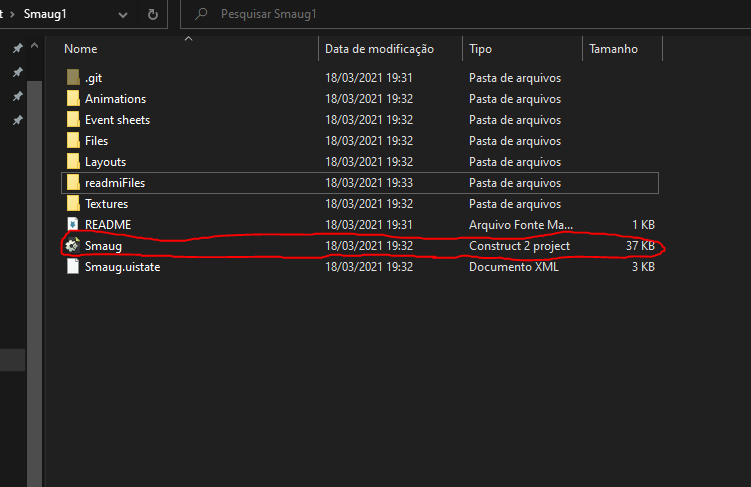 t > Smaug1 Pesquisar Smaug1
Nome Data de modificação Tipo Tamanho
.git 18/03/2021 19:31 Pasta de arquivos
Animations 18/03/2021 19:32 Pasta de arquivos
Event sheets 18/03/2021 19:32 Pasta de arquivos
Files 18/03/2021 19:32 Pasta de arquivos
Layouts 18/03/2021 19:32 Pasta de arquivos
readmiFiles 18/03/2021 19:33 Pasta de arquivos
Textures 18/03/2021 19:32 Pasta de arquivos
README 18/03/2021 19:31 Arquivo Fonte Ma... 1 KB
Smaug 18/03/2021 19:32 Construct 2 project 37 KB
Smaug.uistate 18/03/2021 19:32 Documento XML 3 KB